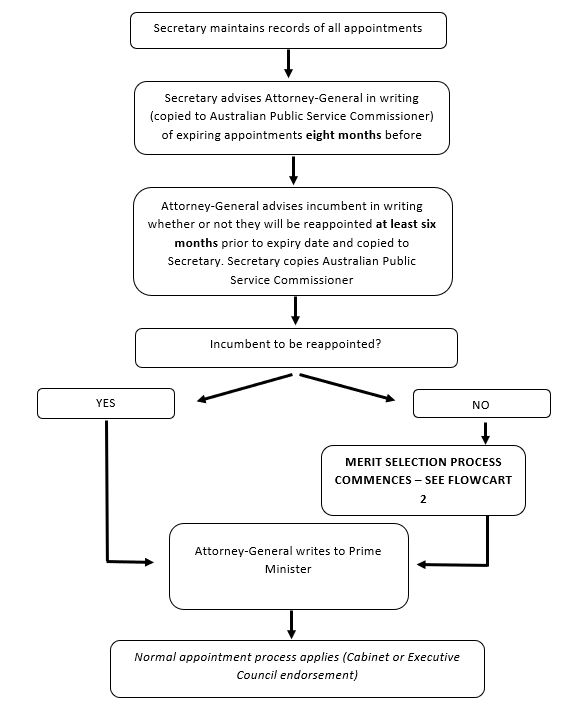 Secretary maintains records of all appointments
Secretary advises Attorney-General in writing
(copied to Australian Public Service Commissioner)
of expiring appointments eight months before
Attorney-General advises incumbent in writing
whether or not they will be reappointed at least six
months prior to expiry date and copied to
Secretary. Secretary copies Australian Public
Service Commissioner
Incumbent to be reappointed?
YES
NO
MERIT SELECTION PROCESS
COMMENCES – SEE FLOWCART
2
Attorney-General writes to Prime
Minister
Normal appointment process applies (Cabinet or Executive
Council endorsement)